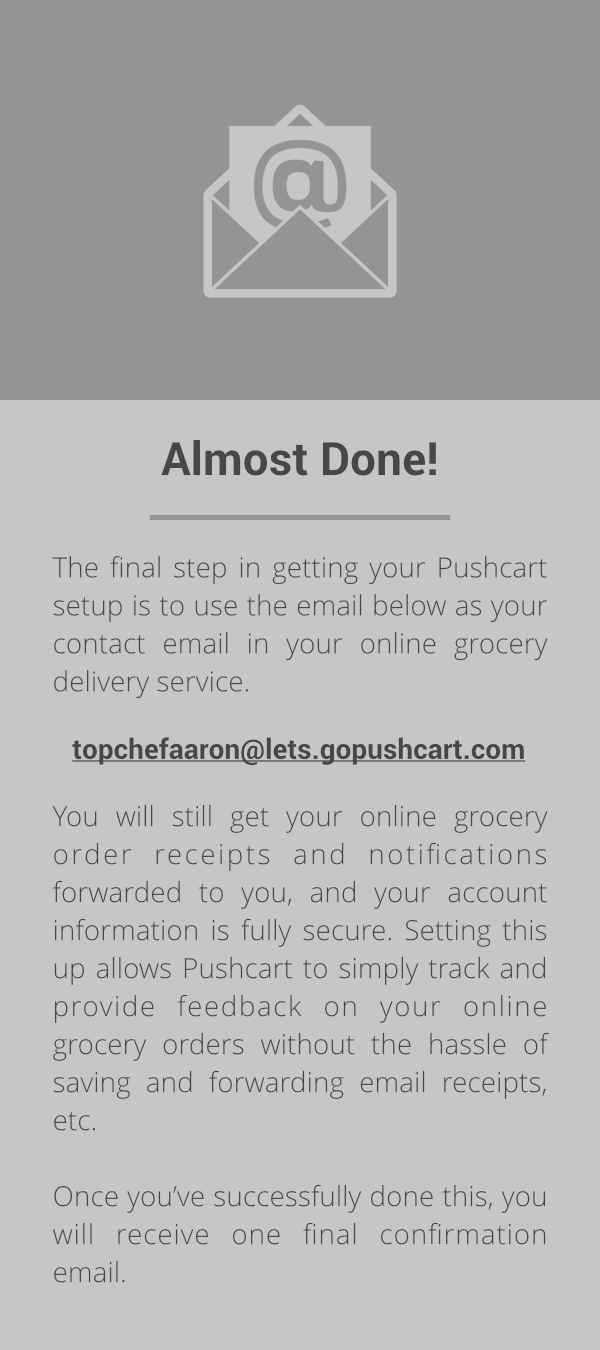 @
Almost Done!
The final step in getting your Pushcart
setup is to use the email below as your
contact email in your online grocery
delivery service.
topchefaaron@lets.gopushcart.com
You will still get your online grocery
order receipts and notifications
forwarded to you, and your account
information is fully secure. Setting this
up allows Pushcart to simply track and
provide feedback on your online
grocery orders without the hassle of
saving and forwarding email receipts,
etc.
Once you’ve successfully done this, you
will receive one final confirmation
email.